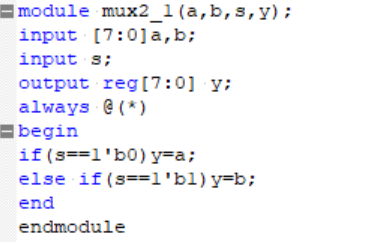 module mux2_1(a,b,s,y);
input [7:0]a,b;
input s;
output reg[7:0] y;
always @(*)
begin
if(s==1'b0)y=a;
else if(s==1'b1)y=b;
end
endmodule